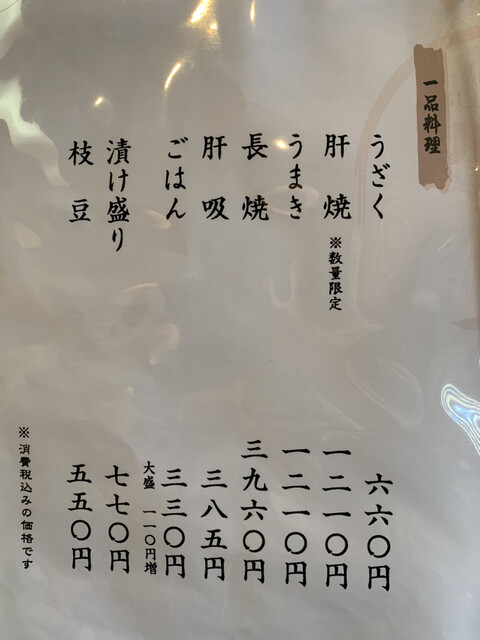 一品料理
うざく 六六〇円
肝焼 ※数量限定 一二一〇円
うまき 一二一〇円
長焼 三九六〇円
肝吸 三八五円
ごはん 三三〇円
大盛 一一〇円増
漬け盛り 七七〇円
枝豆 五五〇円
※消費税込みの価格です